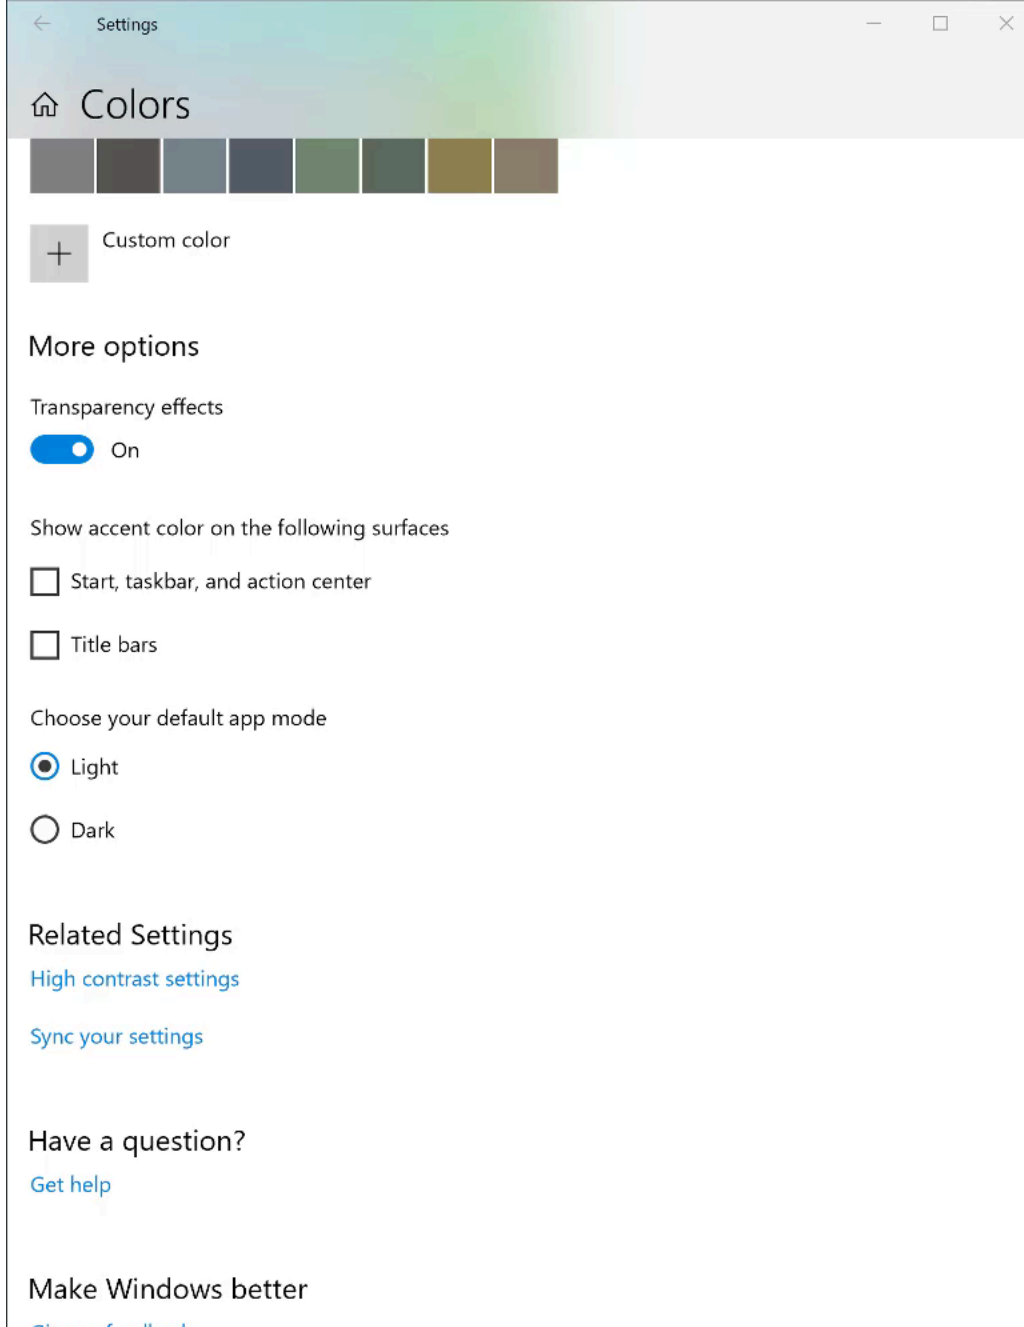 Settings
Colors
Custom color
More options
Transparency effects
On
Show accent color on the following surfaces
Start, taskbar, and action center
Title bars
Choose your default app mode
Light
Dark
Related Settings
High contrast settings
Sync your settings
Have a question?
Get help
Make Windows better